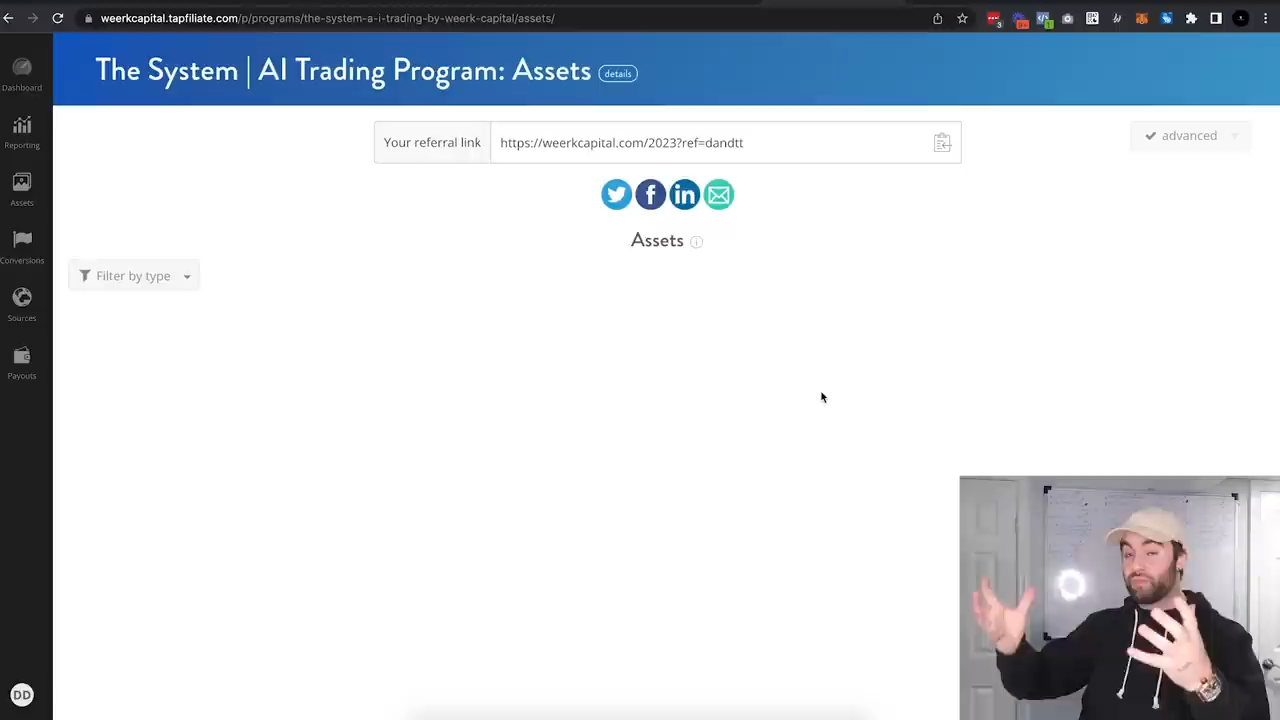 weerkcapital.tapfiliate.com/p/programs/the-system-a-i-trading-by-weerk-capital/assets/
The System | AI Trading Program: Assets details
Dashboard
Reporting
Assets
Conversions
Sources
Payouts
DD
Your referral link https://weerkcapital.com/2023?ref=dandtt
advanced
Assets
Filter by type